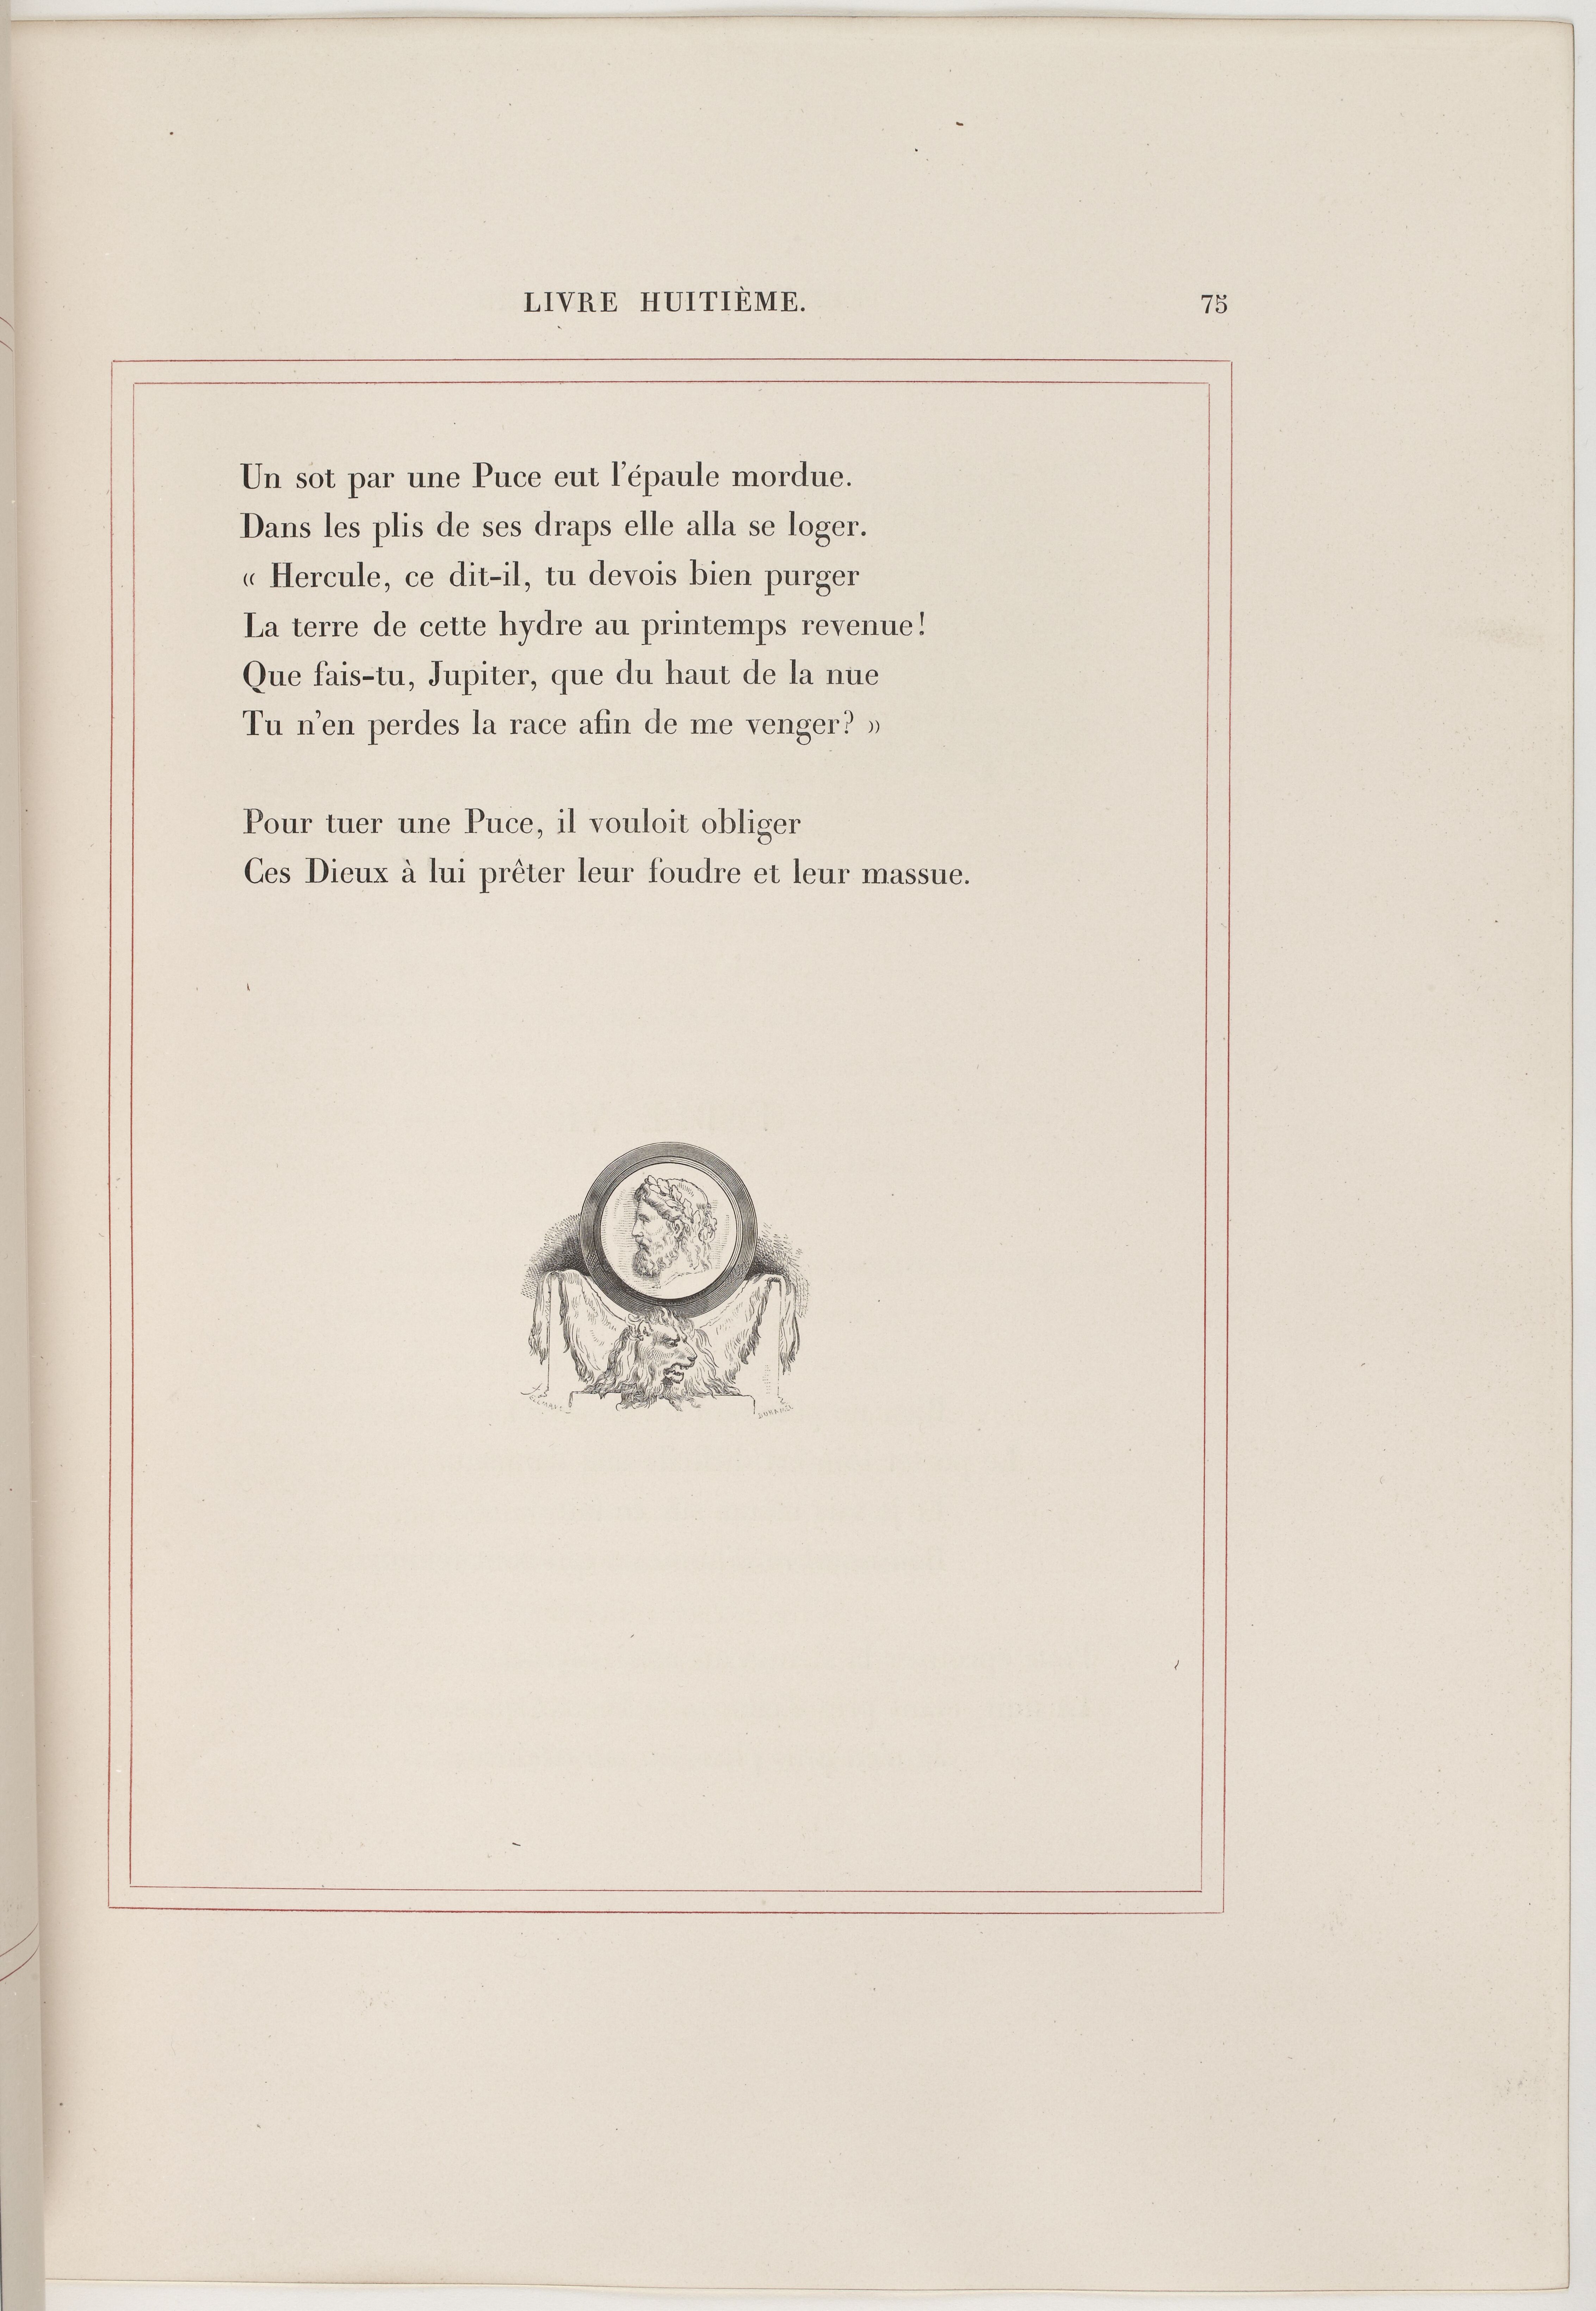 LIVRE HUITIÈME. 75
Un sot par une Puce eut l'épaule mordue.
Dans les plis de ses draps elle alla se loger.
« Hercule, ce dit-il, tu devois bien purger
La terre de cette hydre au printemps revenue!
Que fais-tu, Jupiter, que du haut de la nue
Tu n'en perdes la race afin de me venger? »
Pour tuer une Puce, il vouloit obliger
Ces Dieux à lui prêter leur foudre et leur massue.